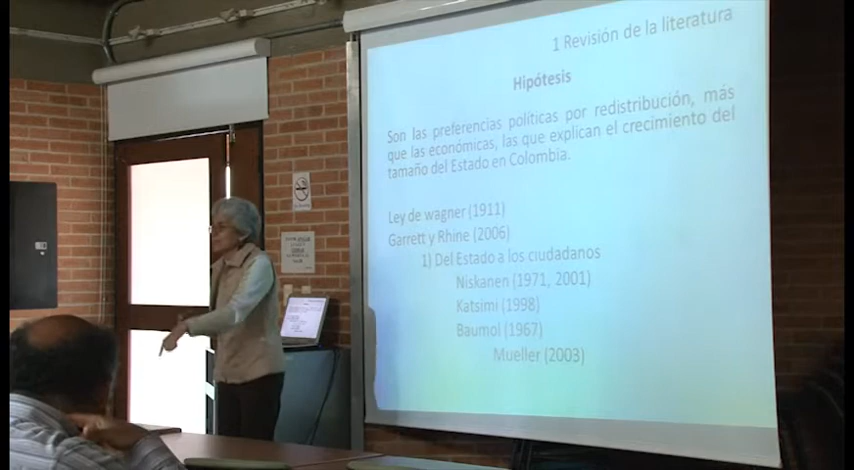 1 Revisión de la literatura
Hipótesis
Son las preferencias políticas por redistribución, más
que las económicas, las que explican el crecimiento del
tamaño del Estado en Colombia.
Ley de wagner (1911)
Garrett y Rhine (2006)
1) Del Estado a los ciudadanos
Niskanen (1971, 2001)
Katsimi (1998)
Baumol (1967)
Mueller (2003)